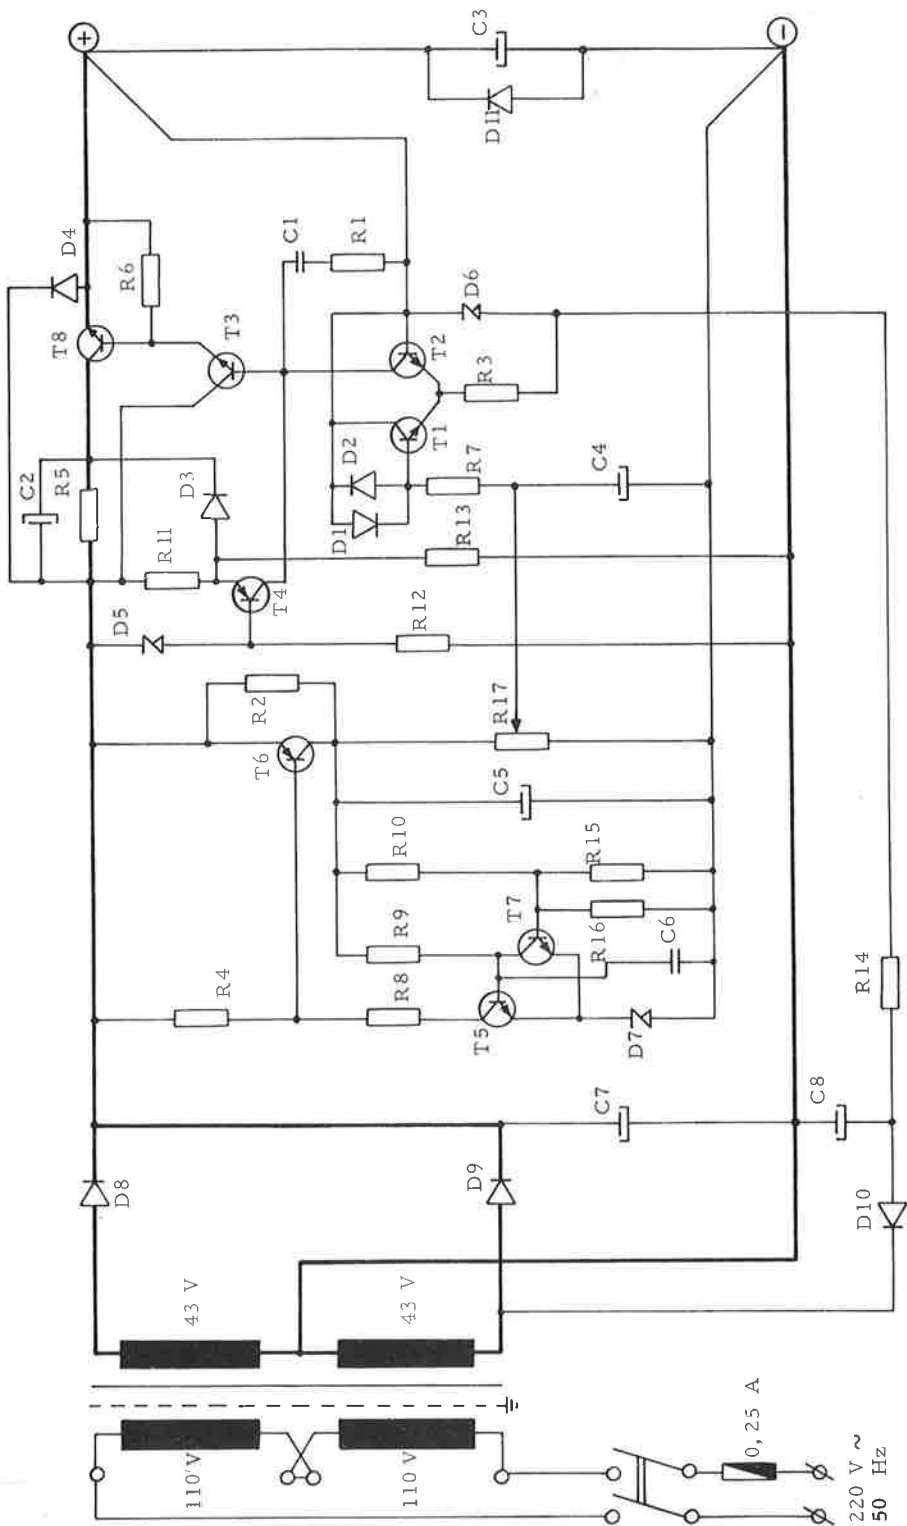 220 V ~
50 Hz
0,25 A
110 V
110 V
43 V
43 V
D8
D9
D10
C7
C8
R14
R4
R8
T5
D7
R9
R10
T7
R16
R15
C6
T6
R2
C5
R17
D5
R12
T4
R11
D3
R13
C2
R5
D1
D2
R7
C4
T1
T2
R3
D6
T8
T3
R6
D4
C1
R1
D11
C3
+
-